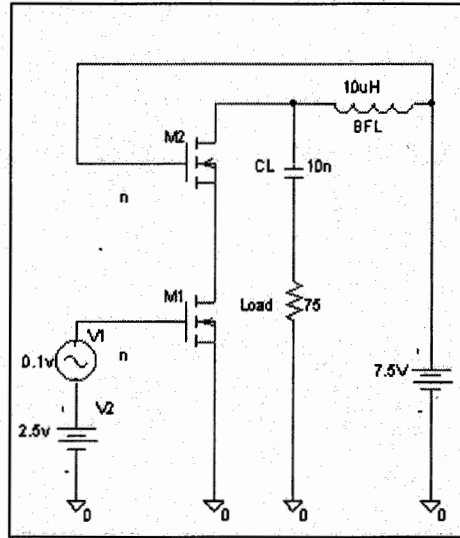 10uH
BFL
M2
CL 10n
n
M1
Load 75
V1
0.1v n
7.5V
V2
2.5v
0 0 0 0